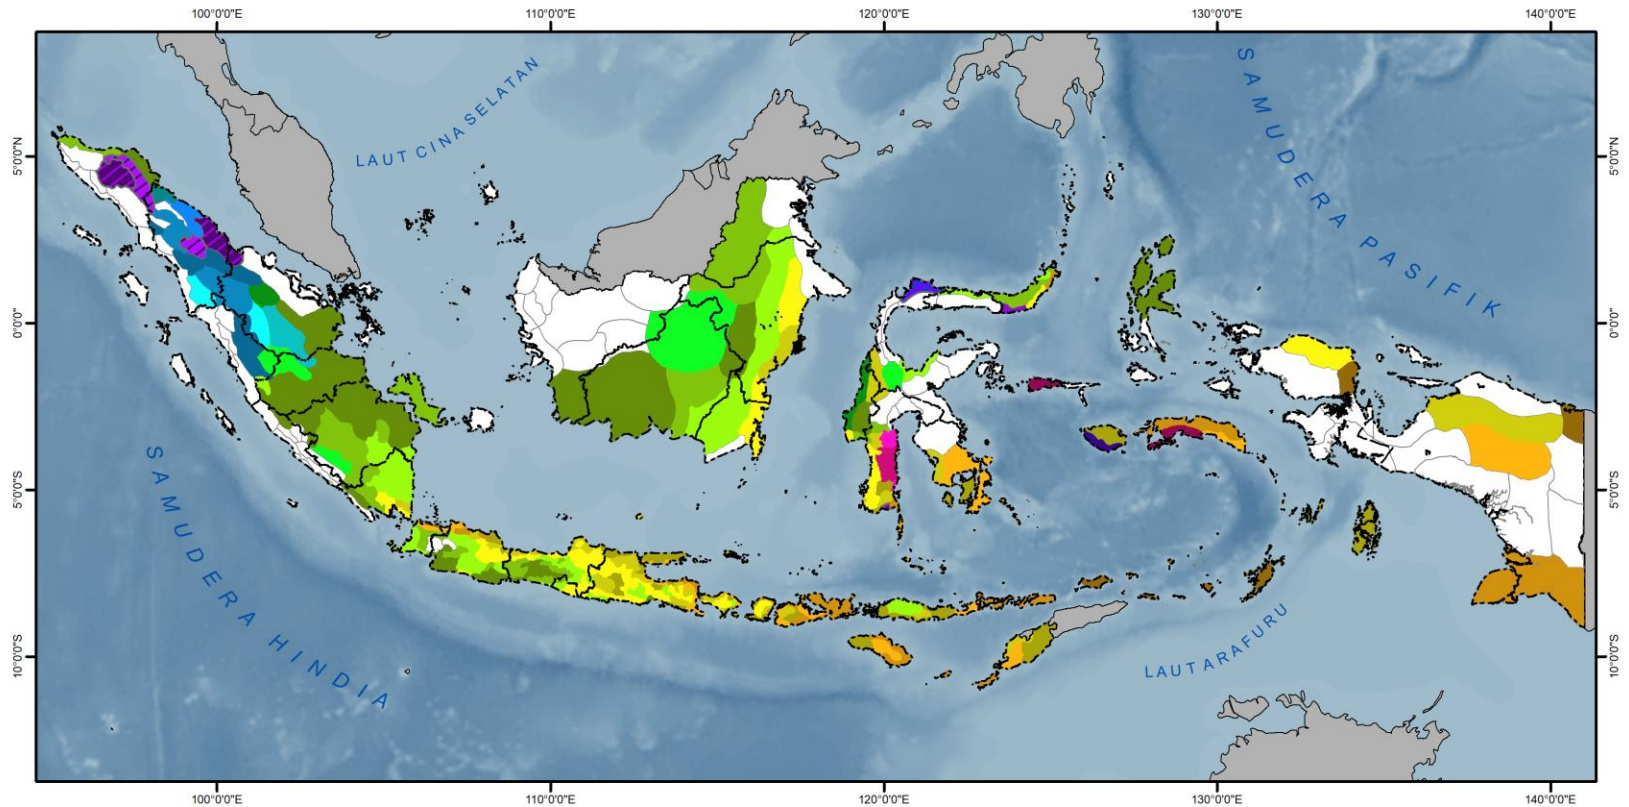 100°0'0"E 110°0'0"E 120°0'0"E 130°0'0"E 140°0'0"E
5°0'0"N
0°0'0"
5°0'0"S
10°0'0"S
LAUT CINA SELATAN
SAMUDERA PASIFIK
SAMUDERA HINDIA
LAUT ARAFURU
5°0'0"N
0°0'0"
5°0'0"S
10°0'0"S
100°0'0"E 110°0'0"E 120°0'0"E 130°0'0"E 140°0'0"E